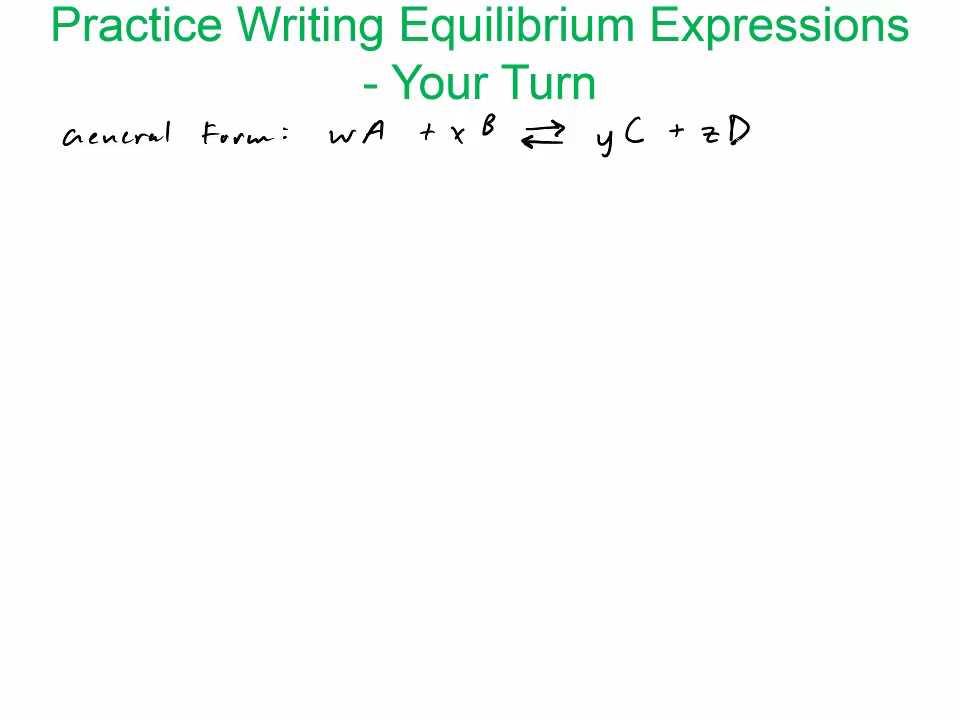 Practice Writing Equilibrium Expressions
- Your Turn
General Form: wA + xB ⇌ yC + zD